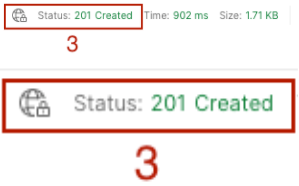 Status: 201 Created Time: 902 ms Size: 1.71 KB
3
Status: 201 Created
3